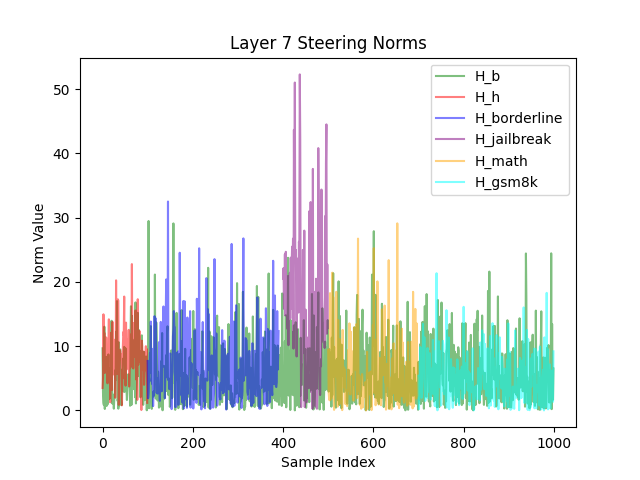 Layer 7 Steering Norms
Norm Value
50
40
30
20
10
0
H_b
H_h
H_borderline
H_jailbreak
H_math
H_gsm8k
0 200 400 600 800 1000
Sample Index